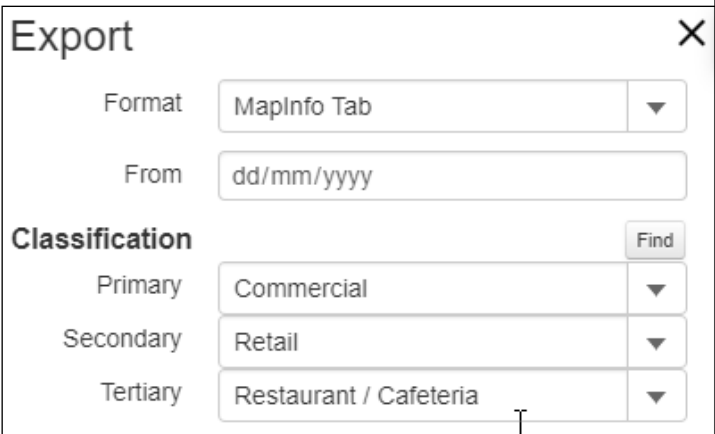 Export
Format MapInfo Tab
From dd/mm/yyyy
Classification Find
Primary Commercial
Secondary Retail
Tertiary Restaurant / Cafeteria